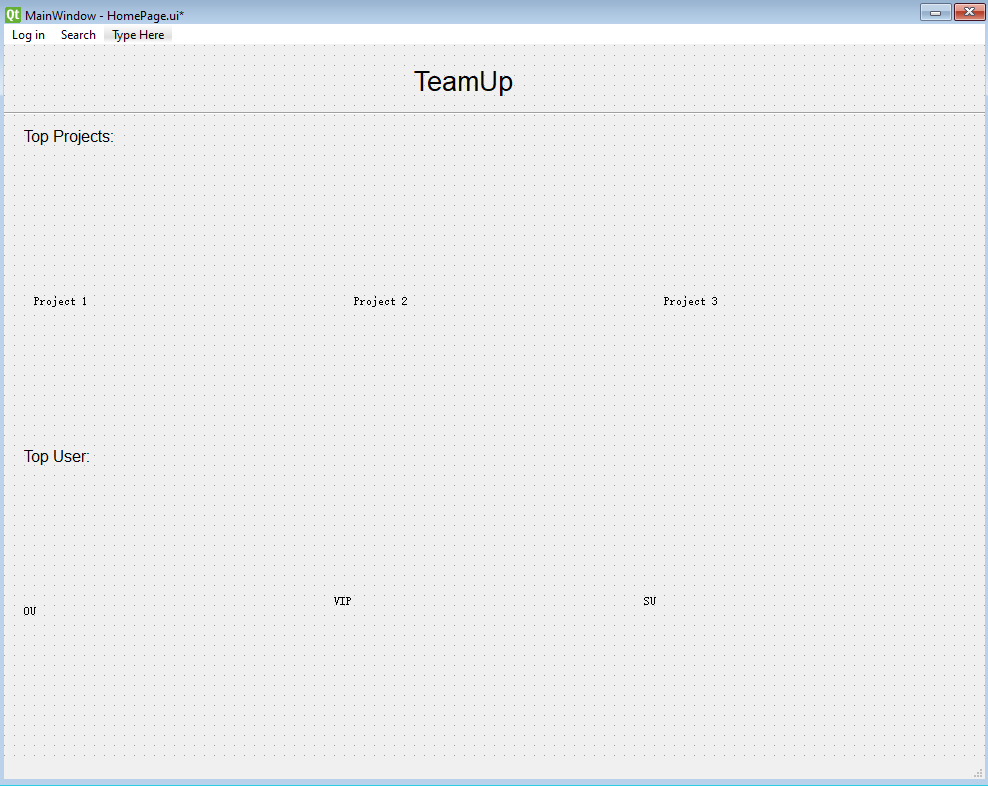 Qt MainWindow - HomePage.ui*
Log in Search Type Here
TeamUp
Top Projects:
Project 1 Project 2 Project 3
Top User:
VIP SU
OU